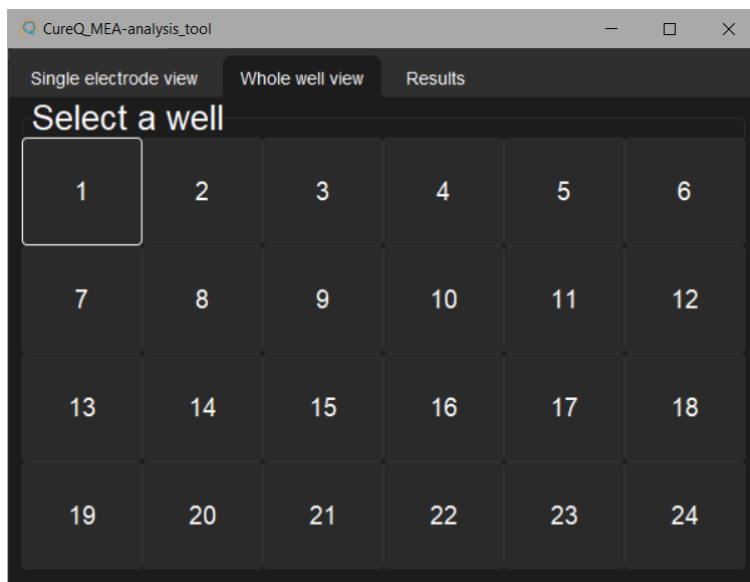 CureQ_MEA-analysis_tool
Single electrode view Whole well view Results
Select a well
1 2 3 4 5 6
7 8 9 10 11 12
13 14 15 16 17 18
19 20 21 22 23 24